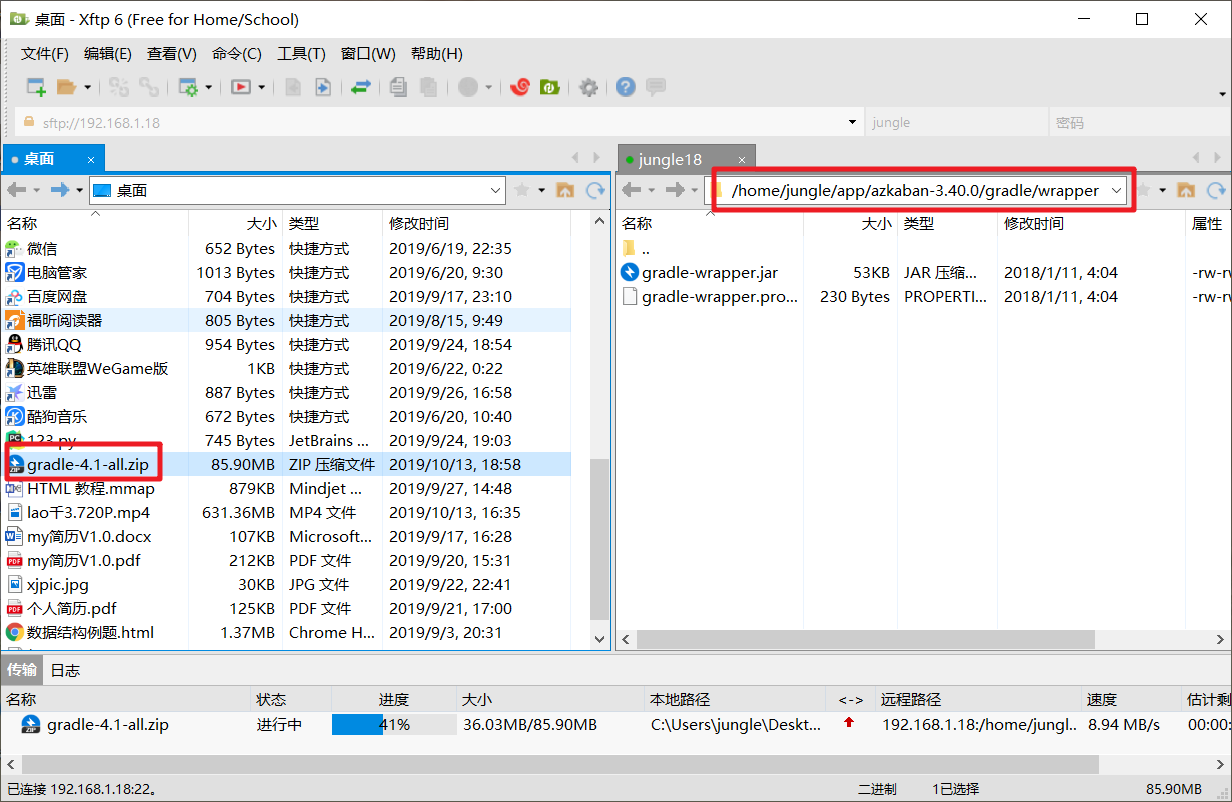 桌面 - Xftp 6 (Free for Home/School)
文件(F) 编辑(E) 查看(V) 命令(C) 工具(T) 窗口(W) 帮助(H)
sftp://192.168.1.18 jungle 密码
桌面 × jungle18 ×
桌面 /home/jungle/app/azkaban-3.40.0/gradle/wrapper
名称 大小 类型 修改时间
微信 652 Bytes 快捷方式 2019/6/19, 22:35
电脑管家 1013 Bytes 快捷方式 2019/6/20, 9:30
百度网盘 704 Bytes 快捷方式 2019/9/17, 23:10
福昕阅读器 805 Bytes 快捷方式 2019/8/15, 9:49
腾讯QQ 954 Bytes 快捷方式 2019/9/24, 18:54
英雄联盟WeGame版 1KB 快捷方式 2019/6/22, 0:22
迅雷 887 Bytes 快捷方式 2019/9/26, 16:58
酷狗音乐 672 Bytes 快捷方式 2019/6/20, 10:40
123.py 745 Bytes JetBrains ... 2019/9/24, 19:03
gradle-4.1-all.zip 85.90MB ZIP 压缩文件 2019/10/13, 18:58
HTML 教程.mmap 879KB Mindjet ... 2019/9/27, 14:48
lao千3.720P.mp4 631.36MB MP4 文件 2019/10/13, 16:35
my简历V1.0.docx 107KB Microsoft... 2019/9/17, 16:28
my简历V1.0.pdf 212KB PDF 文件 2019/9/20, 15:31
xjpic.jpg 30KB JPG 文件 2019/9/22, 22:41
个人简历.pdf 125KB PDF 文件 2019/9/21, 17:00
数据结构例题.html 1.37MB Chrome H... 2019/9/3, 20:31
名称 大小 类型 修改时间 属性
..
gradle-wrapper.jar 53KB JAR 压缩... 2018/1/11, 4:04 -rw-r
gradle-wrapper.pro... 230 Bytes PROPERTI... 2018/1/11, 4:04 -rw-r
传输 日志
名称 状态 进度 大小 本地路径 <-> 远程路径 速度 估计剩
gradle-4.1-all.zip 进行中 41% 36.03MB/85.90MB C:\Users\jungle\Deskt... 192.168.1.18:/home/jungl... 8.94 MB/s 00:00:
已连接 192.168.1.18:22。 二进制 1已选择 85.90MB